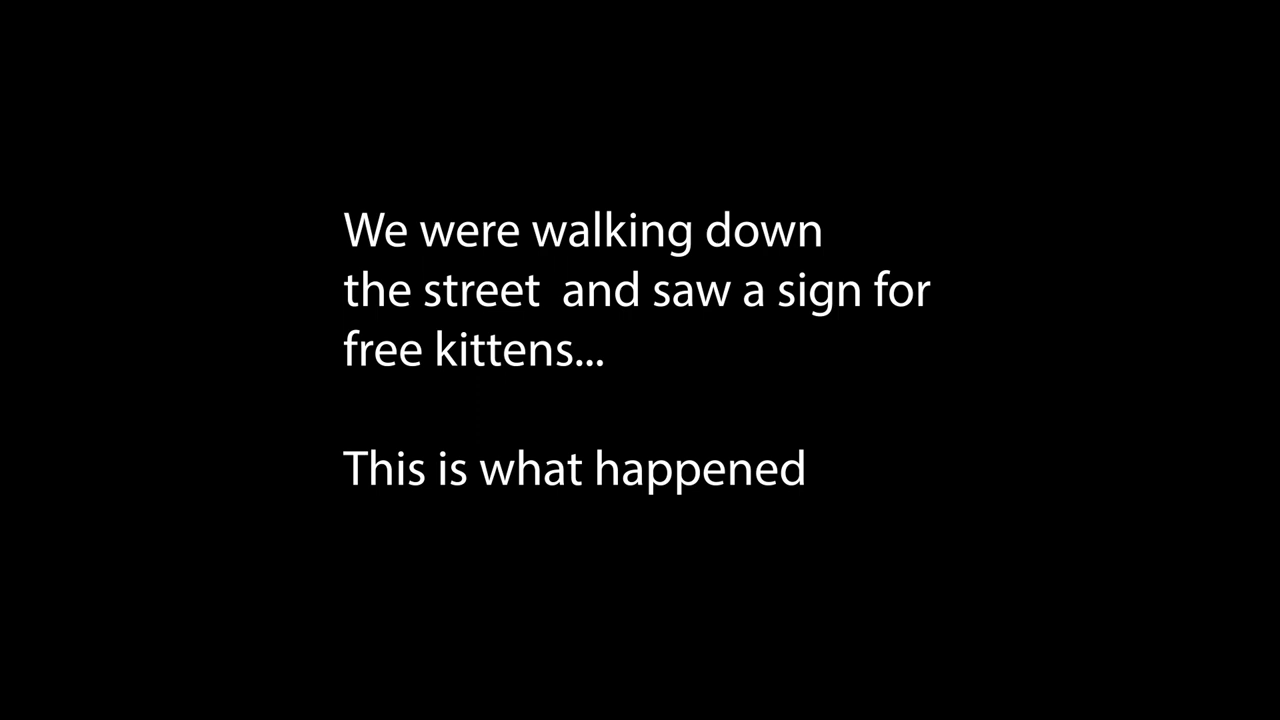 We were walking down
the street  and saw a sign for
free kittens...
This is what happened